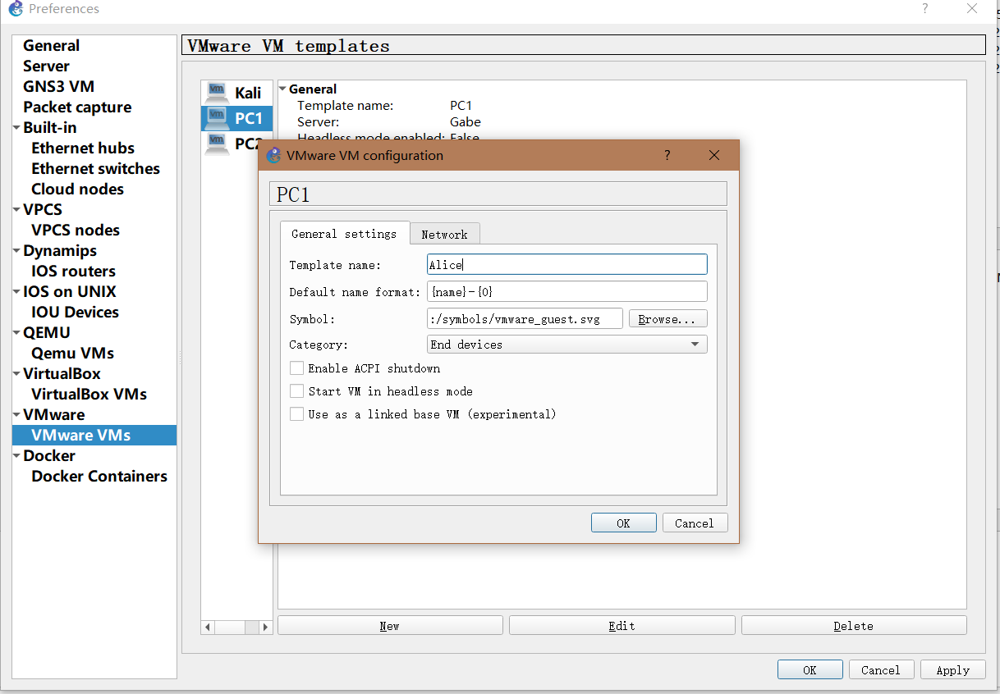 Preferences
General
Server
GNS3 VM
Packet capture
Built-in
Ethernet hubs
Ethernet switches
Cloud nodes
VPCS
VPCS nodes
Dynamips
IOS routers
IOS on UNIX
IOU Devices
QEMU
Qemu VMs
VirtualBox
VirtualBox VMs
VMware
VMware VMs
Docker
Docker Containers
VMware VM templates
Kali
PC1
PC2
General
Template name: PC1
Server: Gabe
Headless mode enabled: False
VMware VM configuration
PC1
General settings
Network
Template name: Alice
Default name format: {name}-{0}
Symbol: :/symbols/vmware_guest.svg Browse...
Category: End devices
Enable ACPI shutdown
Start VM in headless mode
Use as a linked base VM (experimental)
OK Cancel
New Edit Delete
OK Cancel Apply